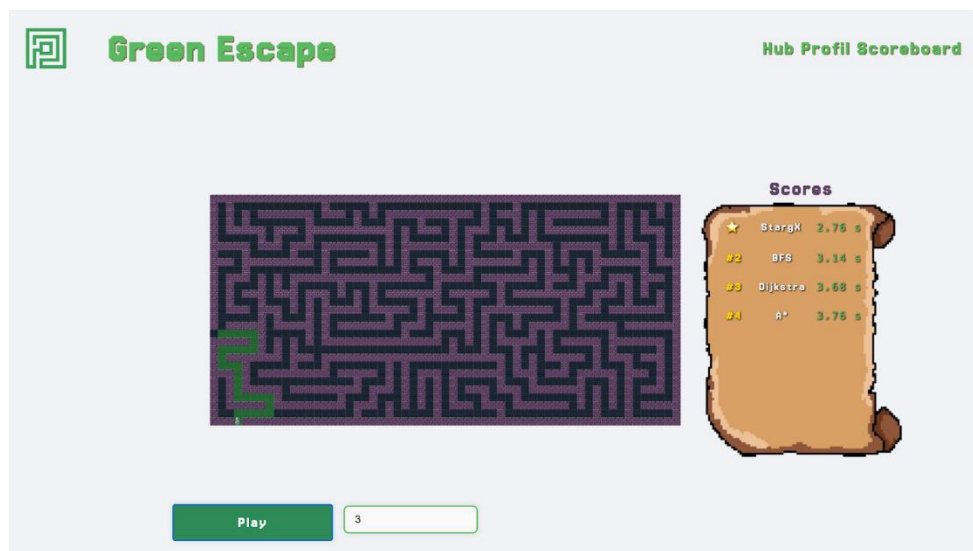 Green Escape
Hub Profil Scoreboard
Scores
StargX 2.76 s
#2 BFS 3.14 s
#3 Dijkstra 3.68 s
#4 A* 3.76 s
Play
3